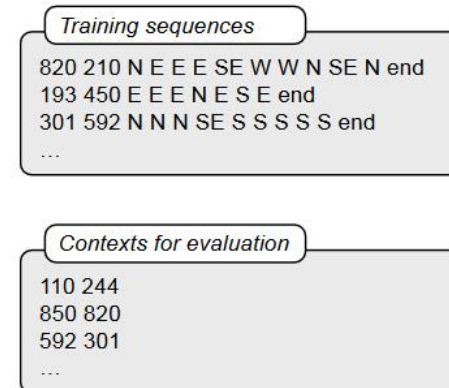 Training sequences
820 210 N E E E SE W W N SE N end
193 450 E E E N E S E end
301 592 N N N SE S S S S S end
...
Contexts for evaluation
110 244
850 820
592 301
...